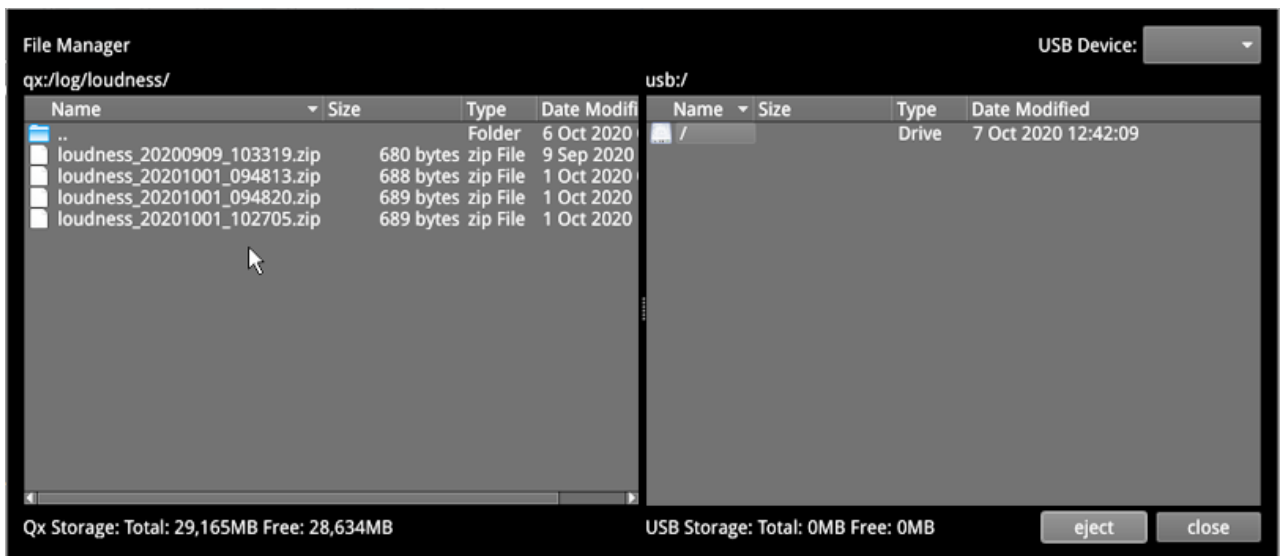 File Manager USB Device:
qx:/log/loudness/ usb:/
Name Size Type Date Modifi Name Size Type Date Modified
.. Folder 6 Oct 2020 / Drive 7 Oct 2020 12:42:09
loudness_20200909_103319.zip 680 bytes zip File 9 Sep 2020
loudness_20201001_094813.zip 688 bytes zip File 1 Oct 2020
loudness_20201001_094820.zip 689 bytes zip File 1 Oct 2020
loudness_20201001_102705.zip 689 bytes zip File 1 Oct 2020
Qx Storage: Total: 29,165MB Free: 28,634MB USB Storage: Total: 0MB Free: 0MB eject close